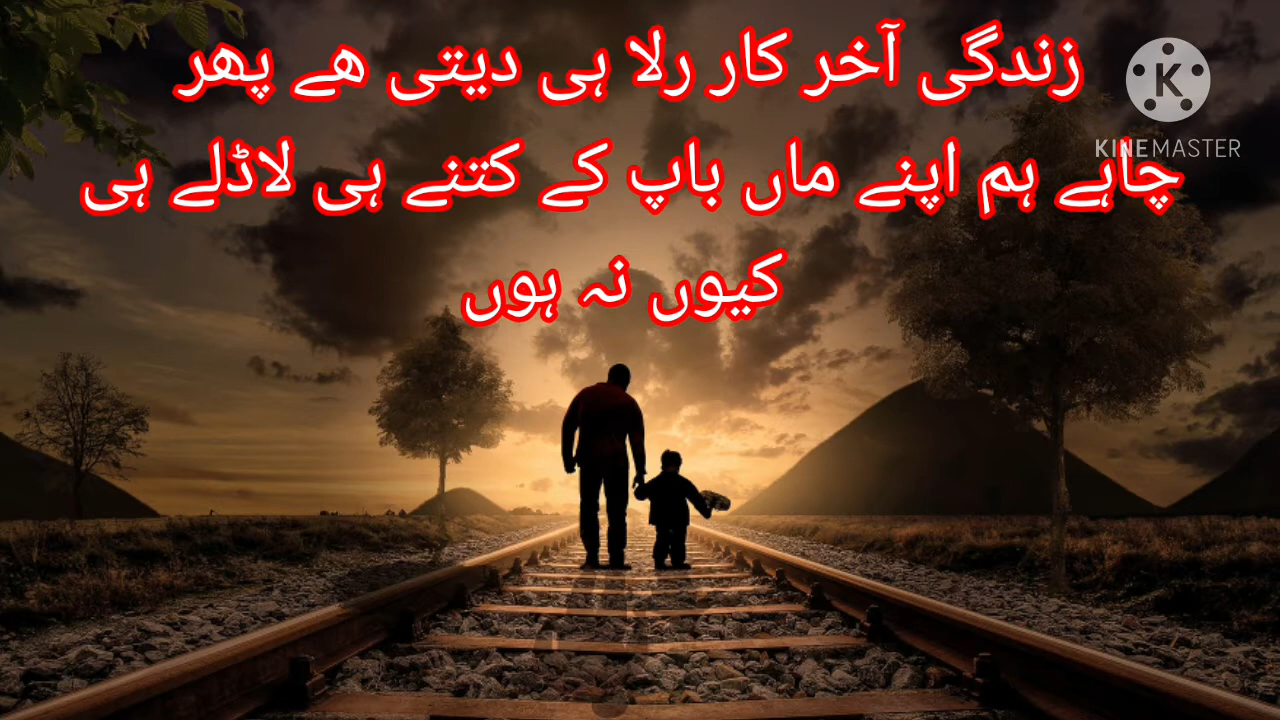 زندگی آخر کار رلا ہی دیتی ھے پھر
چاہے ہم اپنے ماں باپ کے کتنے ہی لاڈلے ہی
کیوں نہ ہوں
K
KINEMASTER